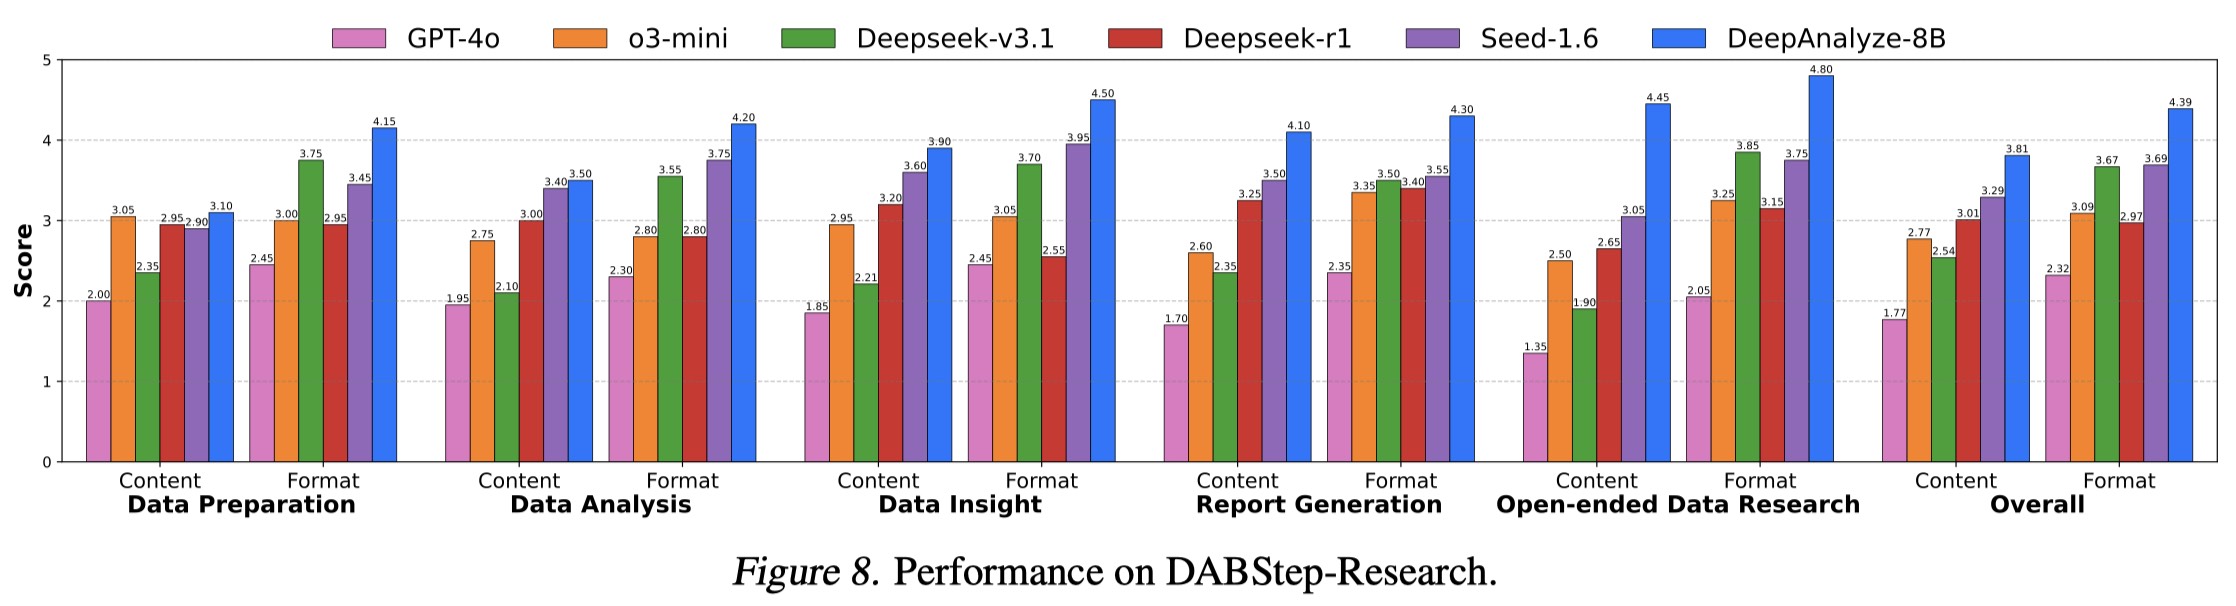 GPT-4o o3-mini Deepseek-v3.1 Deepseek-r1 Seed-1.6 DeepAnalyze-8B
Score
5
4
3
2
1
0
2.00 3.05 2.35 2.95 2.90 3.10
2.45 3.00 3.75 2.95 3.45 4.15
1.95 2.75 2.10 3.00 3.40 3.50
2.30 2.80 3.55 2.80 3.75 4.20
1.85 2.95 2.21 3.20 3.60 3.90
2.45 3.05 3.70 2.55 3.95 4.50
1.70 2.60 2.35 3.25 3.50 4.10
2.35 3.35 3.50 3.40 3.55 4.30
1.35 2.50 1.90 2.65 3.05 4.45
2.05 3.25 3.85 3.15 3.75 4.80
1.77 2.77 2.54 3.01 3.29 3.81
2.32 3.09 3.67 2.97 3.69 4.39
Content Format Content Format Content Format Content Format Content Format Content Format
Data Preparation Data Analysis Data Insight Report Generation Open-ended Data Research Overall
Figure 8. Performance on DABStep-Research.